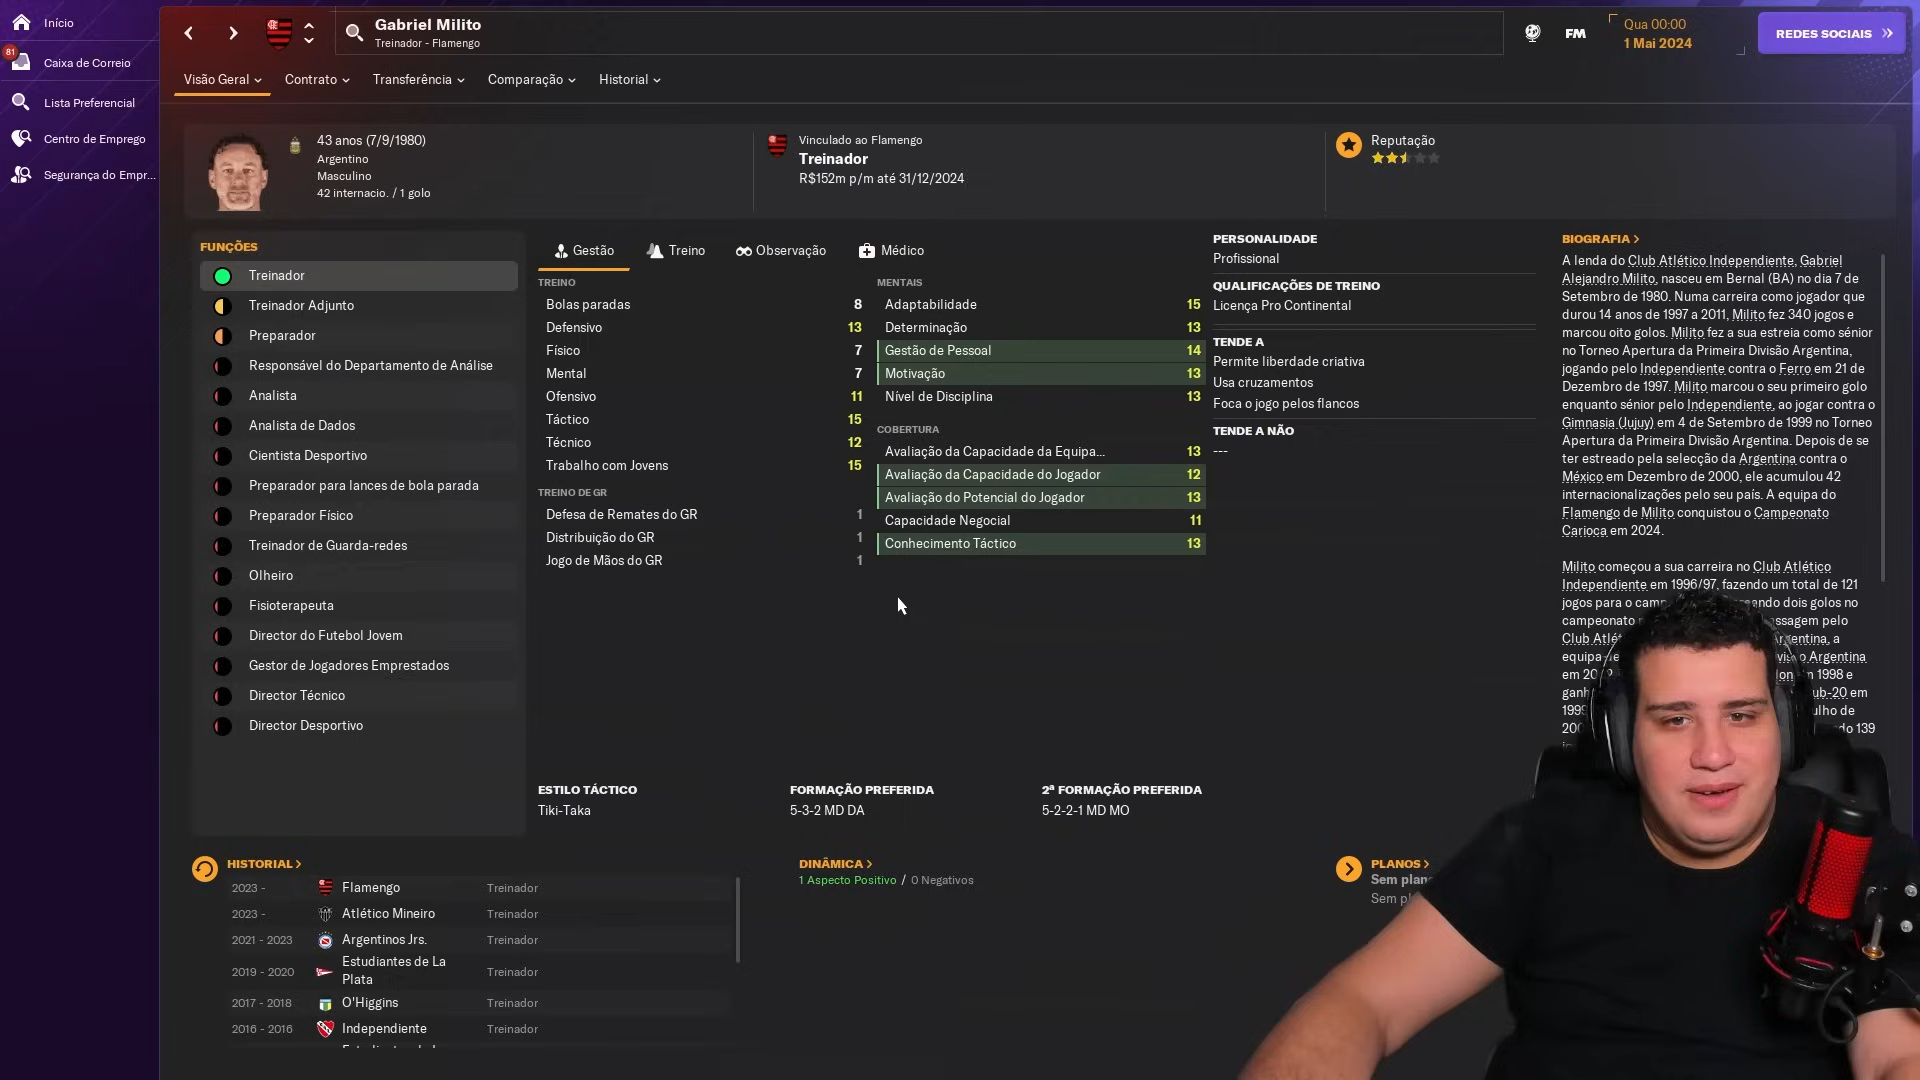 Início
81
Caixa de Correio
Lista Preferencial
Centro de Emprego
Segurança do Empr...
Gabriel Milito
Treinador - Flamengo
FM
Qua 00:00
1 Mai 2024
REDES SOCIAIS
Visão Geral
Contrato
Transferência
Comparação
Historial
43 anos (7/9/1980)
Argentino
Masculino
42 internacio. / 1 golo
Vinculado ao Flamengo
Treinador
R$152m p/m até 31/12/2024
Reputação
FUNÇÕES
Treinador
Treinador Adjunto
Preparador
Responsável do Departamento de Análise
Analista
Analista de Dados
Cientista Desportivo
Preparador para lances de bola parada
Preparador Físico
Treinador de Guarda-redes
Olheiro
Fisioterapeuta
Director do Futebol Jovem
Gestor de Jogadores Emprestados
Director Técnico
Director Desportivo
Gestão
Treino
Observação
Médico
TREINO
Bolas paradas 8
Defensivo 13
Físico 7
Mental 7
Ofensivo 11
Táctico 15
Técnico 12
Trabalho com Jovens 15
TREINO DE GR
Defesa de Remates do GR 1
Distribuição do GR 1
Jogo de Mãos do GR 1
MENTAIS
Adaptabilidade 15
Determinação 13
Gestão de Pessoal 14
Motivação 13
Nível de Disciplina 13
COBERTURA
Avaliação da Capacidade da Equipa... 13
Avaliação da Capacidade do Jogador 12
Avaliação do Potencial do Jogador 13
Capacidade Negocial 11
Conhecimento Táctico 13
PERSONALIDADE
Profissional
QUALIFICAÇÕES DE TREINO
Licença Pro Continental
TENDE A
Permite liberdade criativa
Usa cruzamentos
Foca o jogo pelos flancos
TENDE A NÃO
---
BIOGRAFIA
A lenda do Club Atlético Independiente, Gabriel
Alejandro Milito, nasceu em Bernal (BA) no dia 7 de
Setembro de 1980. Numa carreira como jogador que
durou 14 anos de 1997 a 2011, Milito fez 340 jogos e
marcou oito golos. Milito fez a sua estreia como sénior
no Torneo Apertura da Primeira Divisão Argentina,
jogando pelo Independiente contra o Ferro em 21 de
Dezembro de 1997. Milito marcou o seu primeiro golo
enquanto sénior pelo Independiente, ao jogar contra o
Gimnasia (Jujuy) em 4 de Setembro de 1999 no Torneo
Apertura da Primeira Divisão Argentina. Depois de se
ter estreado pela selecção da Argentina contra o
México em Dezembro de 2000, ele acumulou 42
internacionalizações pelo seu país. A equipa do
Flamengo de Milito conquistou o Campeonato
Carioca em 2024.
Milito começou a sua carreira no Club Atlético
Independiente em 1996/97, fazendo um total de 121
jogos para o dois golos no
campeonato pelo
Club Argentina, a
equipa Argentina
em 1998 e
em
de
139
ESTILO TÁCTICO
Tiki-Taka
FORMAÇÃO PREFERIDA
5-3-2 MD DA
2ª FORMAÇÃO PREFERIDA
5-2-2-1 MD MO
HISTORIAL
2023 - Flamengo Treinador
2023 - Atlético Mineiro Treinador
2021 - 2023 Argentinos Jrs. Treinador
2019 - 2020 Estudiantes de La Plata Treinador
2017 - 2018 O'Higgins Treinador
2016 - 2016 Independiente Treinador
DINÂMICA
1 Aspecto Positivo / 0 Negativos
PLANOS
Sem
Sem